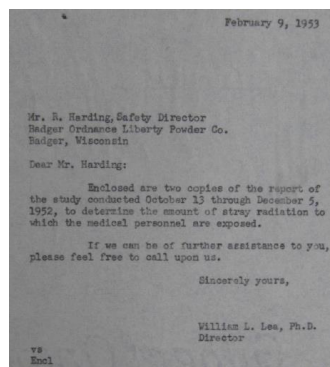 February 9, 1953
Mr. R. Harding, Safety Director
Badger Ordnance Liberty Powder Co.
Badger, Wisconsin
Dear Mr. Harding:
Enclosed are two copies of the report of
the study conducted October 13 through December 5,
1952, to determine the amount of stray radiation to
which the medical personnel are exposed.
If we can be of further assistance to you,
please feel free to call upon us.
Sincerely yours,
William L. Lea, Ph.D.
Director
vs
Encl